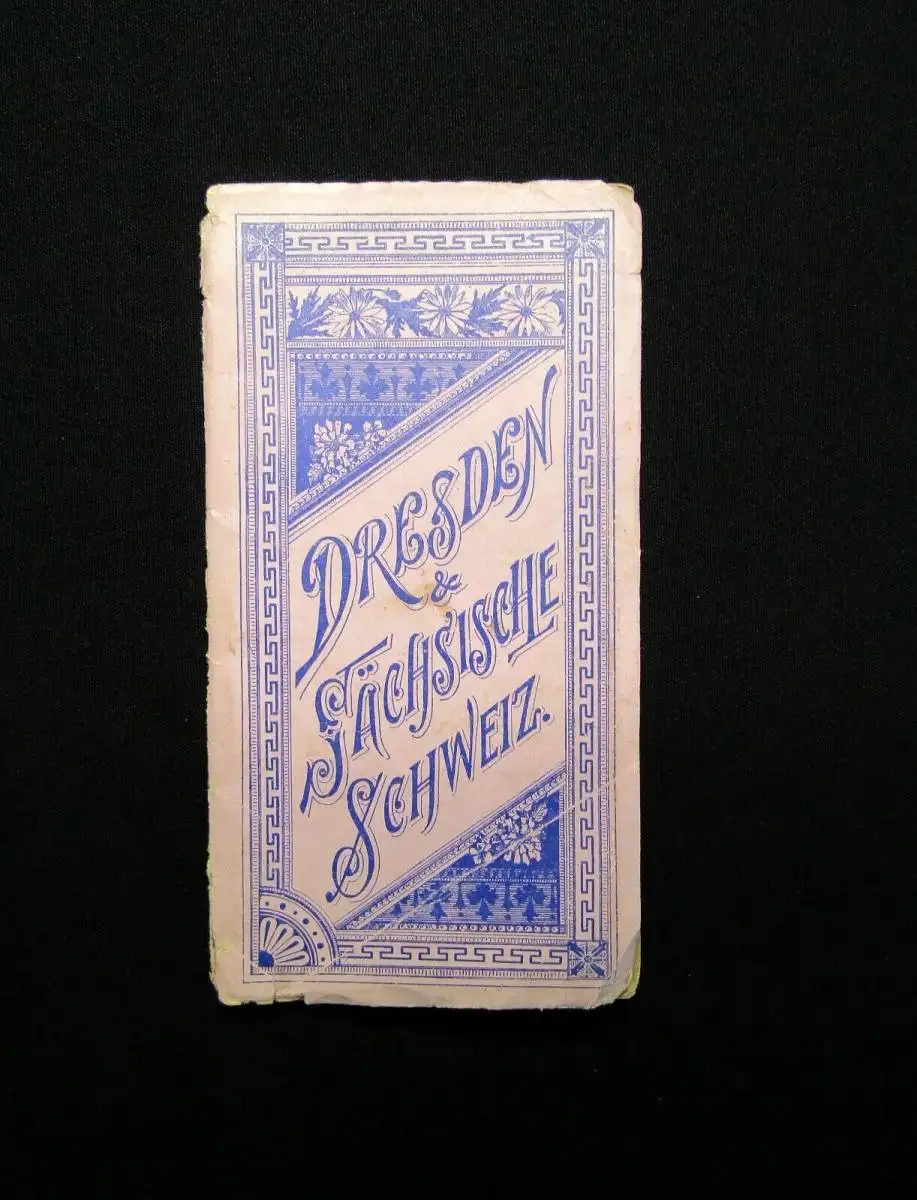 DRESDEN
&
SÄCHSISCHE
SCHWEIZ.